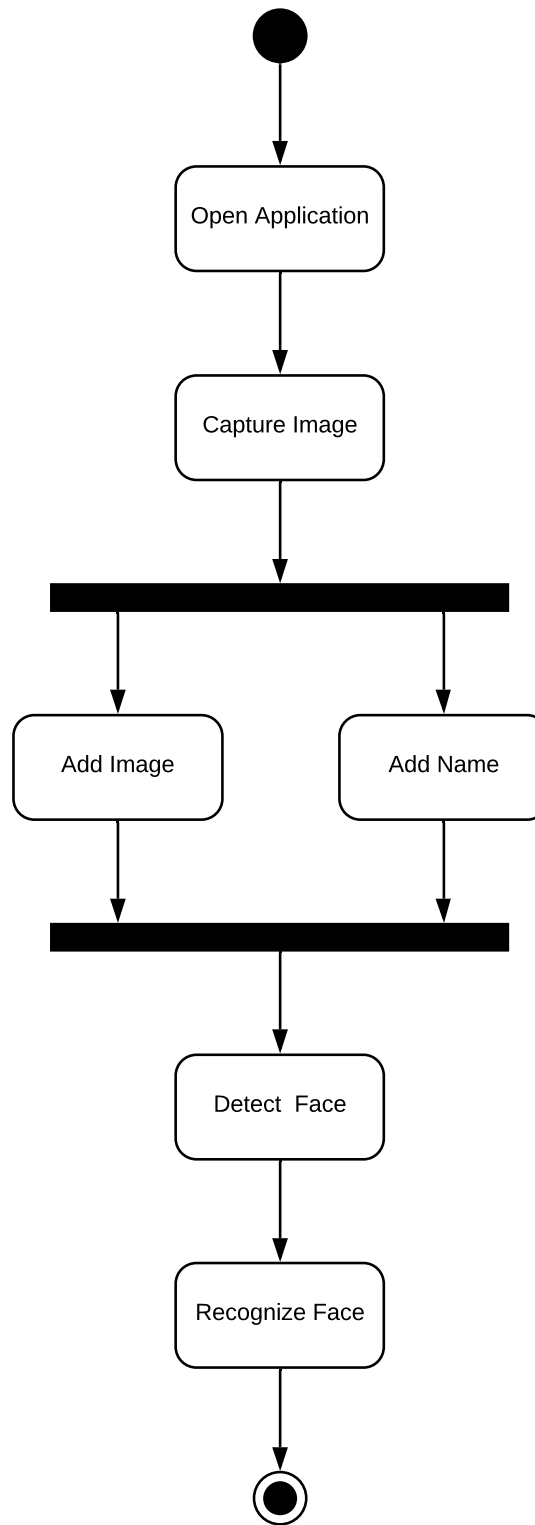 Open Application
Capture Image
Add Image
Add Name
Detect  Face
Recognize Face